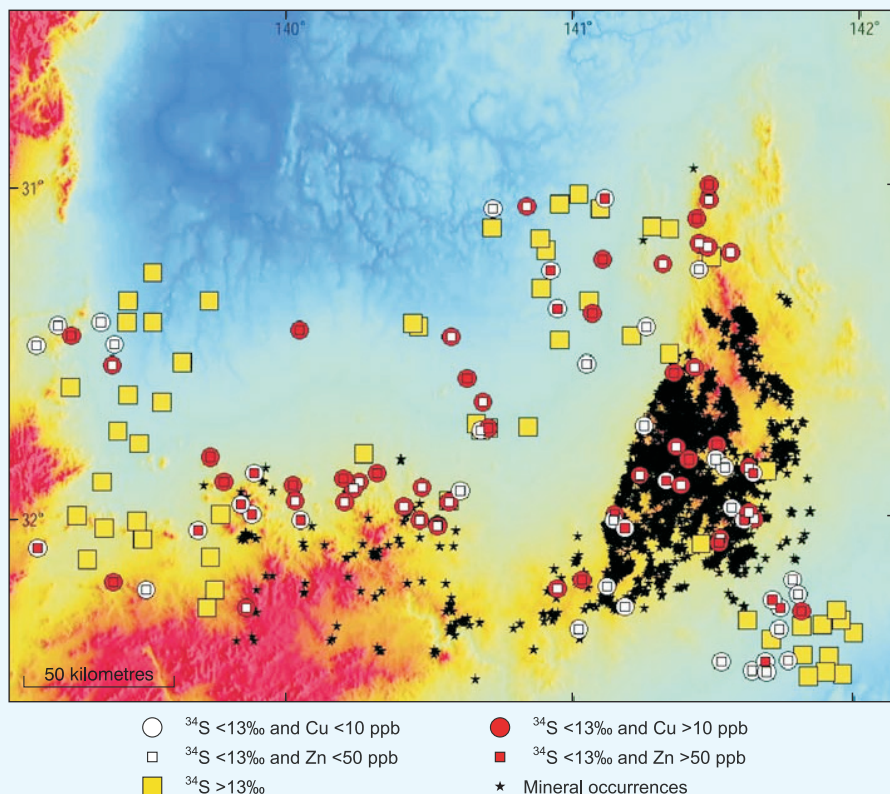 140°
141°
142°
31°
32°
50 kilometres
³⁴S <13‰ and Cu <10 ppb
³⁴S <13‰ and Cu >10 ppb
³⁴S <13‰ and Zn <50 ppb
³⁴S <13‰ and Zn >50 ppb
³⁴S >13‰
Mineral occurrences